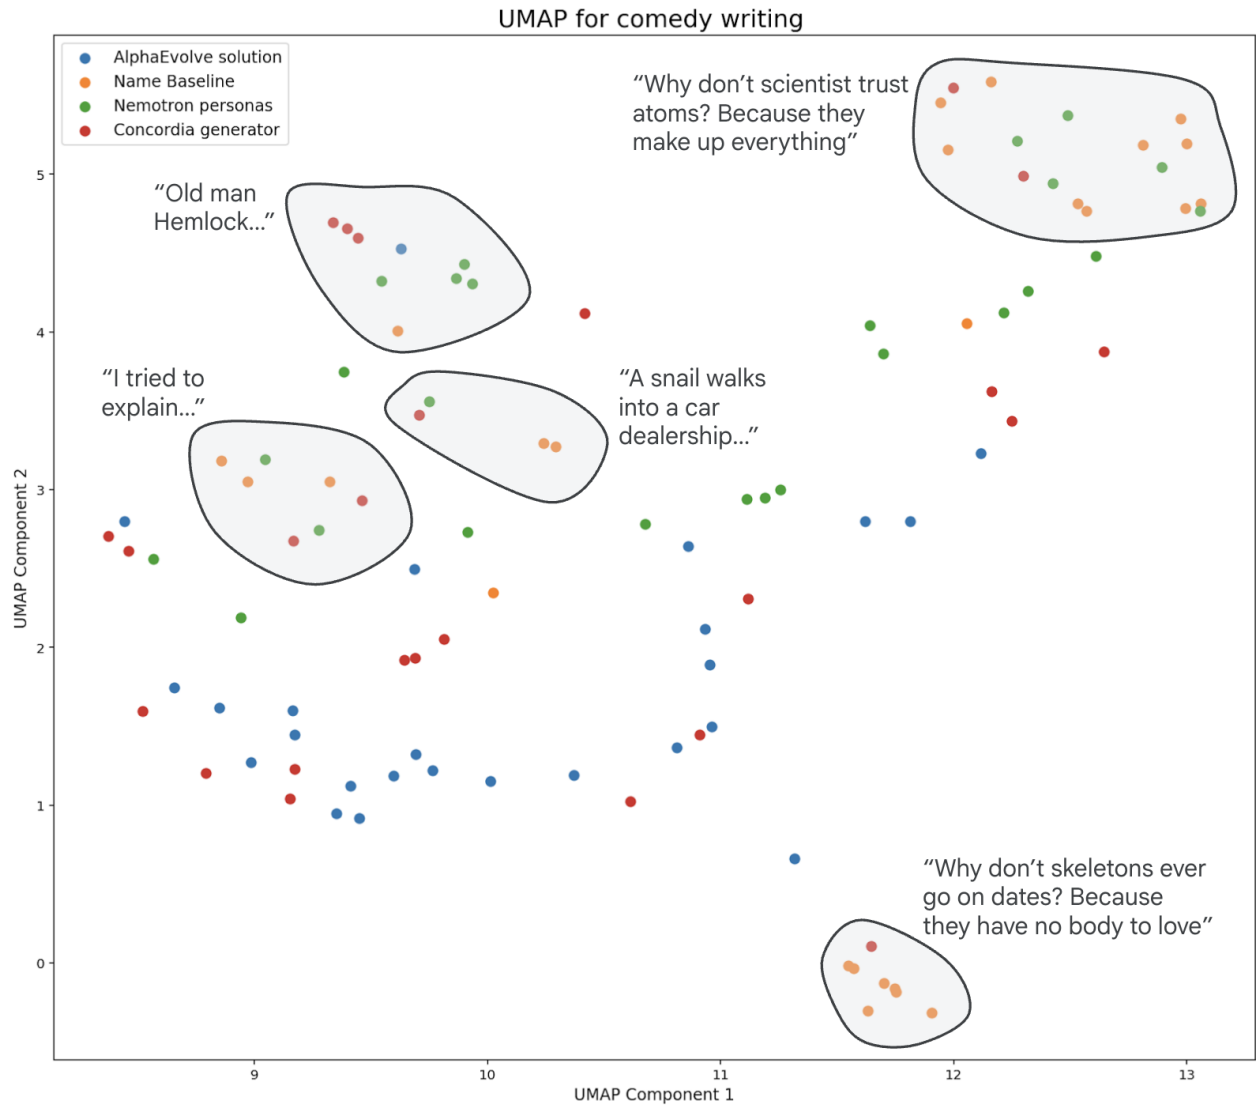 UMAP for comedy writing
AlphaEvolve solution
Name Baseline
Nemotron personas
Concordia generator
“Why don’t scientist trust
atoms? Because they
make up everything”
“Old man
Hemlock...”
“I tried to
explain...”
“A snail walks
into a car
dealership...”
“Why don’t skeletons ever
go on dates? Because
they have no body to love”
UMAP Component 2
5
4
3
2
1
0
9
10
11
12
13
UMAP Component 1